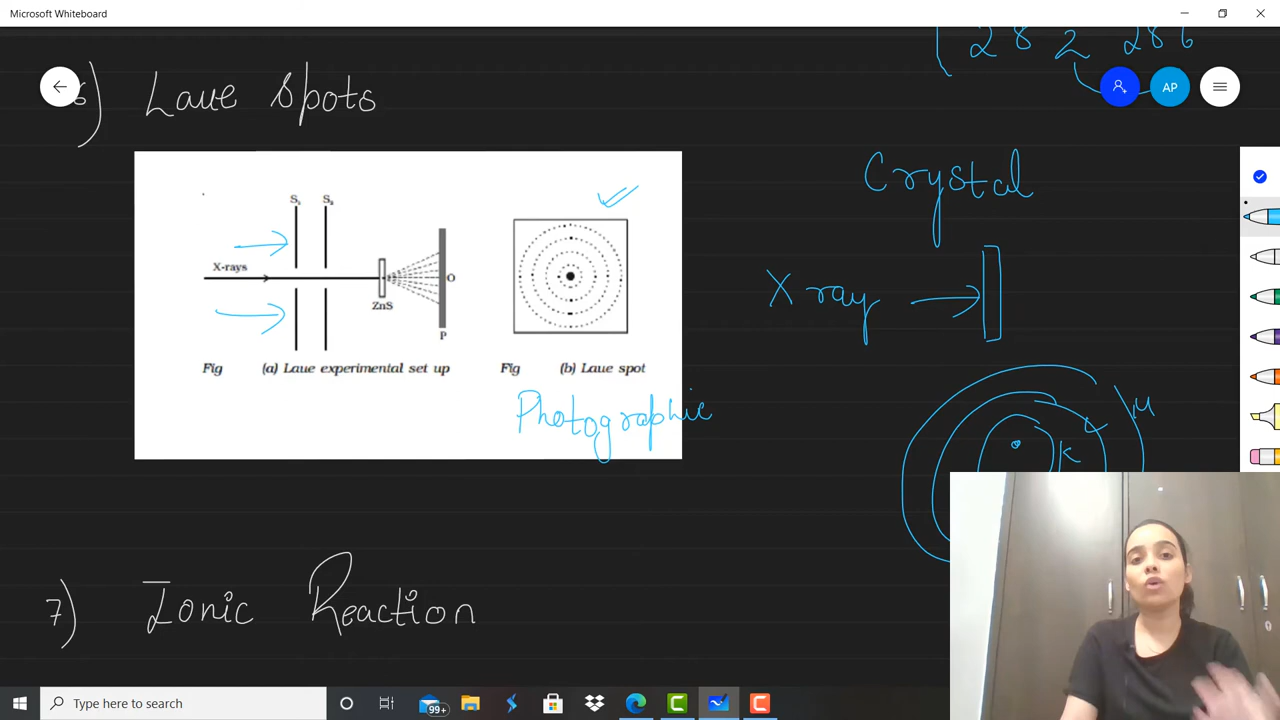 Microsoft Whiteboard
2 8 2 2 8 6
AP
6) Laue Spots
Crystal
X ray
S₁ S₂
X-rays
ZnS
O
P
Fig (a) Laue experimental set up
Fig (b) Laue spot
Photographic
K
L
M
7) Ionic Reaction
Type here to search
99+